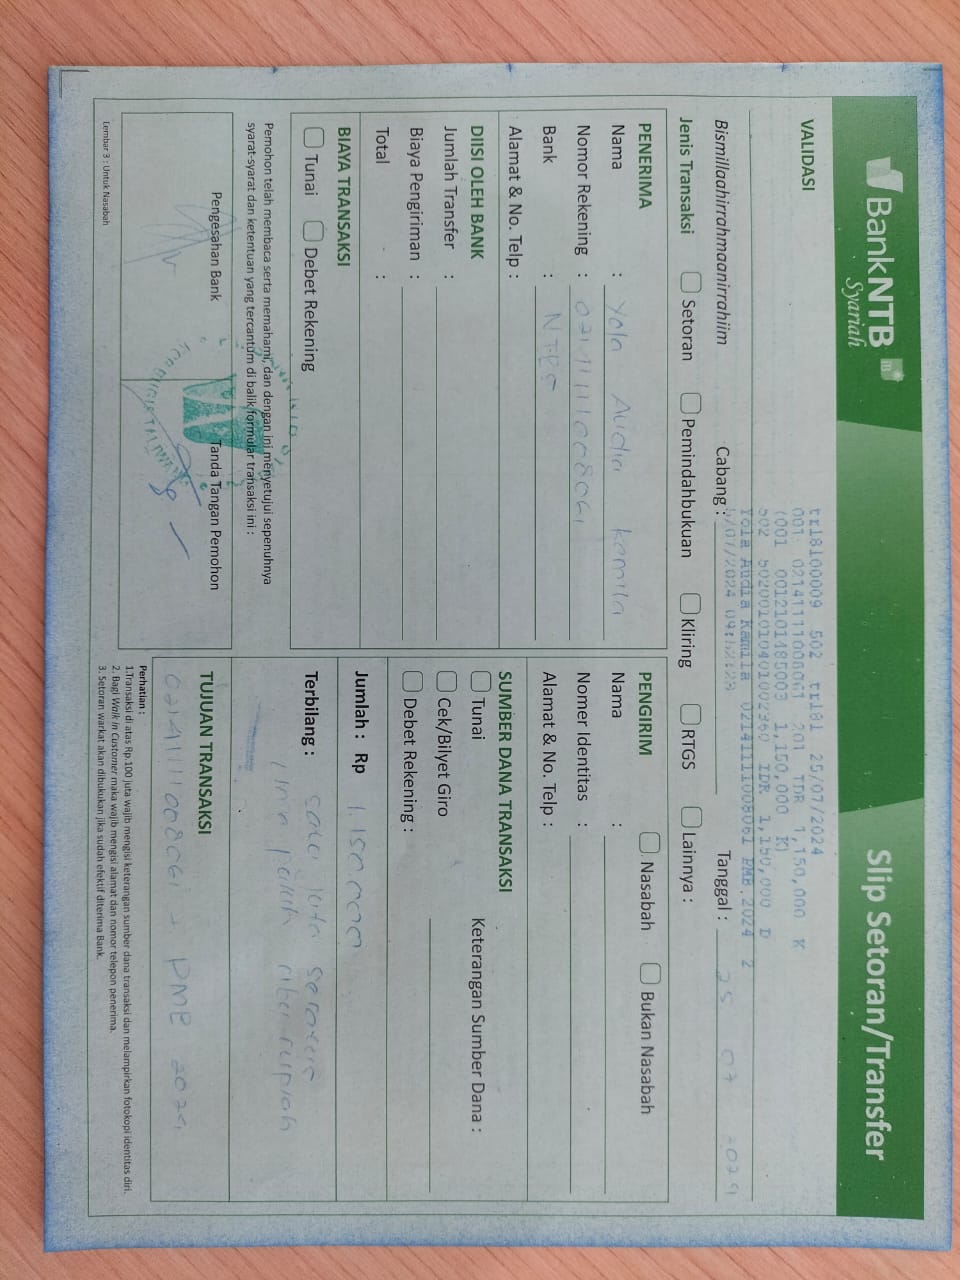 BankNTB
Syariah
Slip Setoran/Transfer
VALIDASI
tr18100009 502 tr181 25/07/2024
001 02141111008061 201 IDR 1,150,000 K
(001 0012101485003 1,150,000 K)
502 502001010401002360 IDR 1,150,000 D
Yola Audia Kamila 02141111008061 PMB.2024 2
/07/2024 09:52:23
Bismillaahirrahmaanirrahiim
Cabang :
Tanggal : 25 07 2024
Jenis Transaksi
Setoran
Pemindahbukuan
Kliring
RTGS
Lainnya :
PENERIMA
Nama : Yola Audia kamila
Nomor Rekening : 02141111008061
Bank : NTBS
Alamat & No. Telp :
PENGIRIM
Nasabah
Bukan Nasabah
Nama :
Nomer Identitas :
Alamat & No. Telp :
DIISI OLEH BANK
Jumlah Transfer :
Biaya Pengiriman :
Total :
SUMBER DANA TRANSAKSI
Tunai
Keterangan Sumber Dana :
Cek/Bilyet Giro
Debet Rekening :
BIAYA TRANSAKSI
Tunai
Debet Rekening
Jumlah : Rp 1.150.000
Terbilang : satu juta seratus
lima puluh ribu rupiah
Pemohon telah membaca serta memahami, dan dengan ini menyetujui sepenuhnya
syarat-syarat dan ketentuan yang tercantum di balik formulir transaksi ini :
Pengesahan Bank
Tanda Tangan Pemohon
TUJUAN TRANSAKSI
02141111008061 - PMB 2024
Lembar 3 : Untuk Nasabah
Perhatian :
1.Transaksi di atas Rp 100 juta wajib mengisi keterangan sumber dana transaksi dan melampirkan fotokopi identitas diri.
2. Bagi Walk in Customer maka wajib mengisi alamat dan nomor telepon penerima.
3. Setoran warkat akan dibukukan jika sudah efektif diterima Bank.